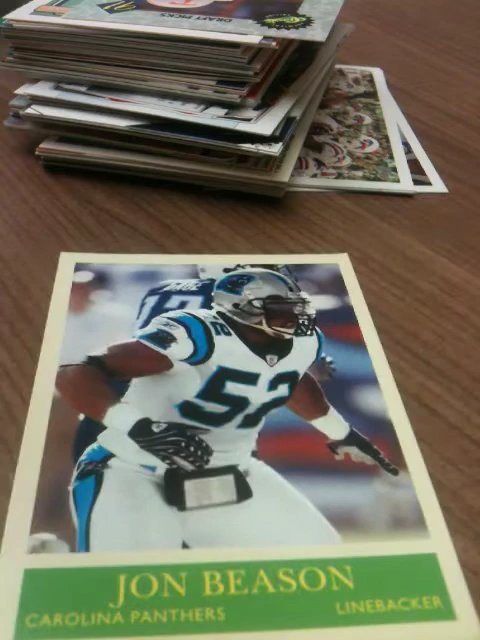 DRAFT PICKS
52
JON BEASON
CAROLINA PANTHERS
LINEBACKER